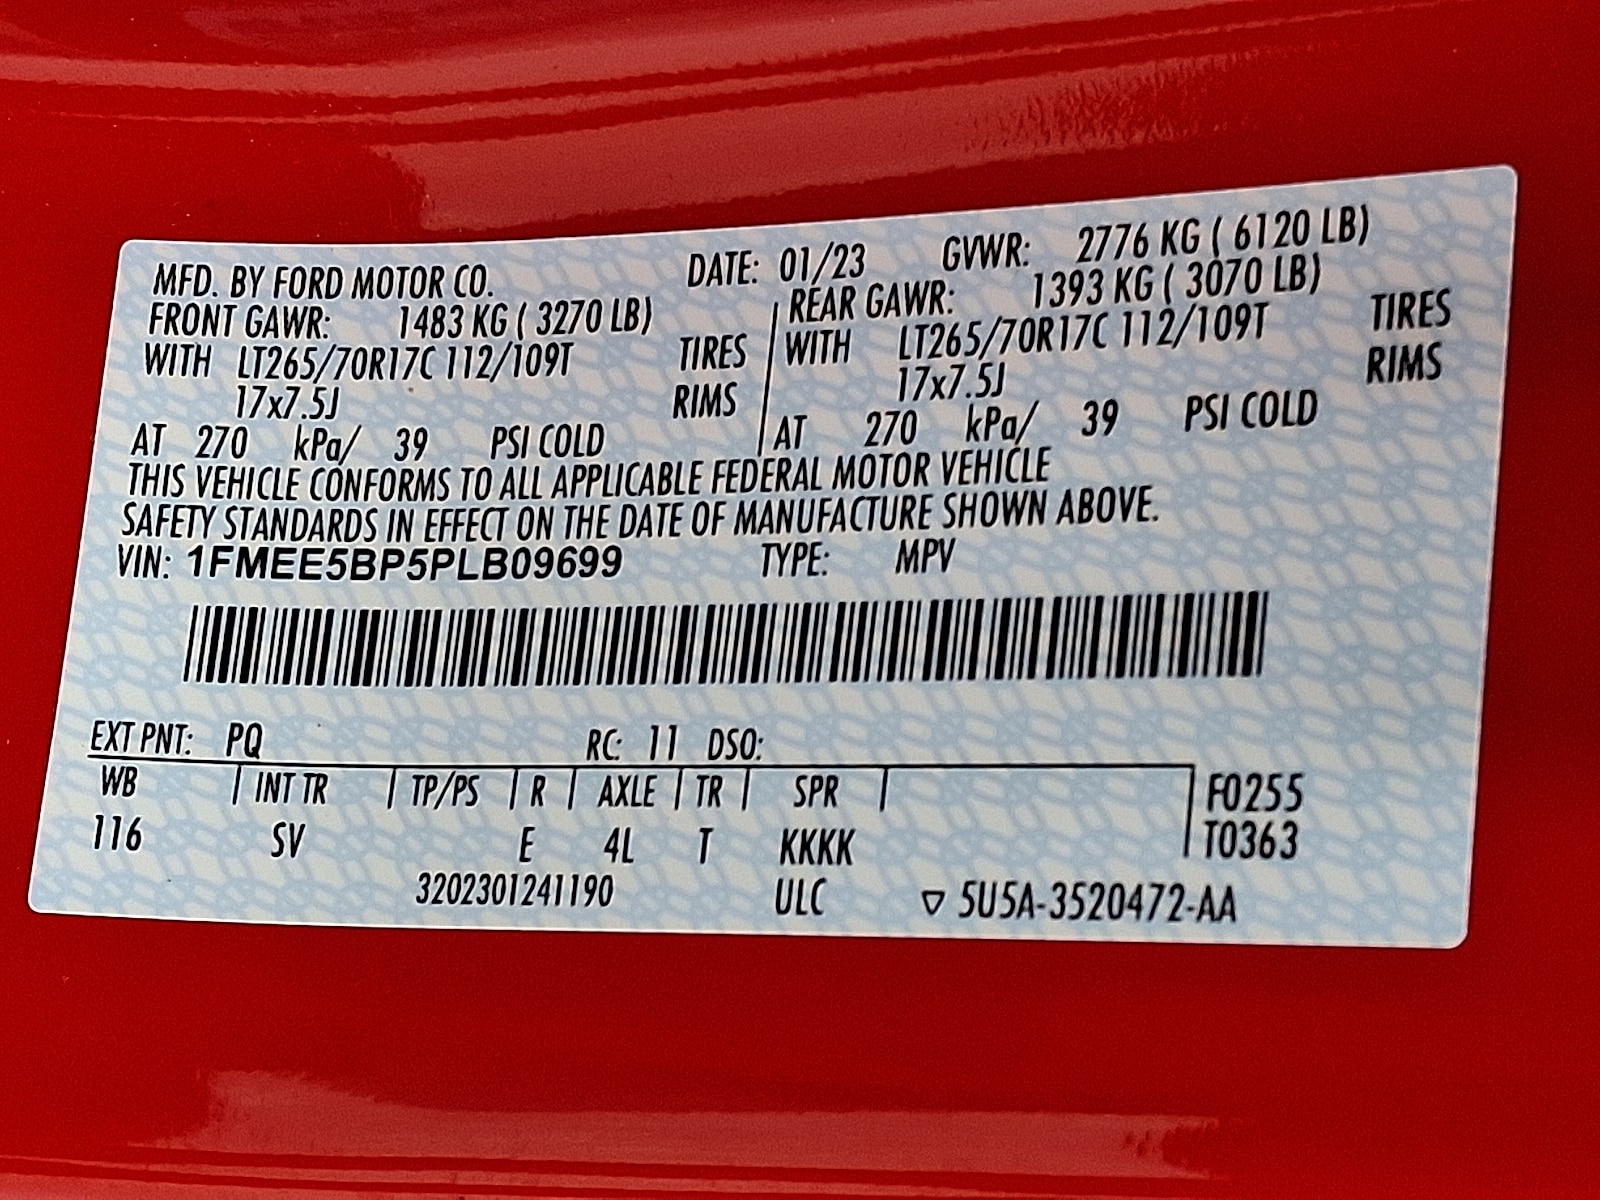 MFD. BY FORD MOTOR CO. DATE: 01/23 GVWR: 2776 KG ( 6120 LB)
FRONT GAWR: 1483 KG ( 3270 LB) REAR GAWR: 1393 KG ( 3070 LB)
WITH LT265/70R17C 112/109T TIRES WITH LT265/70R17C 112/109T TIRES
17x7.5J RIMS 17x7.5J RIMS
AT 270 kPa/ 39 PSI COLD AT 270 kPa/ 39 PSI COLD
THIS VEHICLE CONFORMS TO ALL APPLICABLE FEDERAL MOTOR VEHICLE
SAFETY STANDARDS IN EFFECT ON THE DATE OF MANUFACTURE SHOWN ABOVE.
VIN: 1FMEE5BP5PLB09699 TYPE: MPV
EXT PNT: PQ RC: 11 DSO:
WB INT TR TP/PS R AXLE TR SPR F0255
116 SV E 4L T KKKK T0363
3202301241190 ULC ▽ 5U5A-3520472-AA